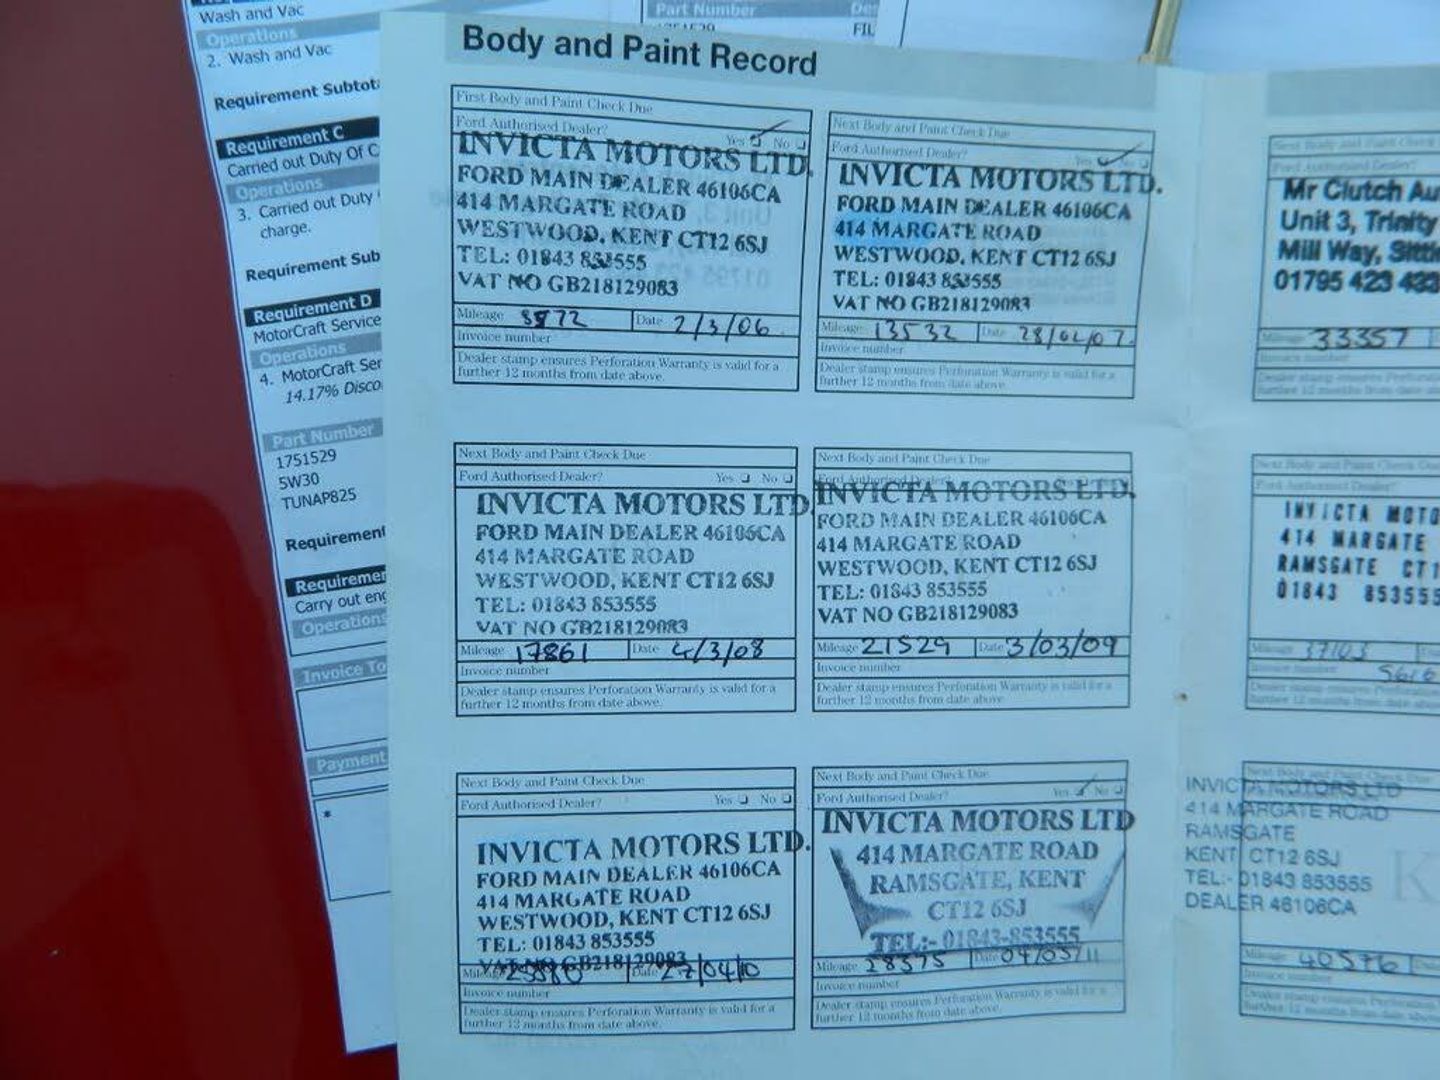 Wash and Vac
Operations
2. Wash and Vac
Requirement Subtot
Requirement C
Carried out Duty Of C
Operations
3. Carried out Duty
charge.
Requirement Sub
Requirement D
MotorCraft Service
Operations
4. MotorCraft Ser
14.17% Disco
Part Number
1751529
5W30
TUNAP825
Requirement
Requiremen
Carry out eng
Operations
Invoice To
Payment
*
Part Number
FIL
Body and Paint Record
First Body and Paint Check Due
Ford Authorised Dealer? Yes No
INVICTA MOTORS LTD.
FORD MAIN DEALER 46106CA
414 MARGATE ROAD
WESTWOOD, KENT CT12 6SJ
TEL: 01843 853555
VAT NO GB218129083
Mileage 8972 Date 2/3/06
Invoice number
Dealer stamp ensures Perforation Warranty is valid for a
further 12 months from date above.
Next Body and Paint Check Due
Ford Authorised Dealer? Yes No
INVICTA MOTORS LTD.
FORD MAIN DEALER 46106CA
414 MARGATE ROAD
WESTWOOD, KENT CT12 6SJ
TEL: 01843 853555
VAT NO GB218129083
Mileage 13532 Date 28/02/07
Invoice number
Dealer stamp ensures Perforation Warranty is valid for a
further 12 months from date above.
Next Body and Paint Check Due
Ford Authorised Dealer? Yes No
INVICTA MOTORS LTD.
FORD MAIN DEALER 46106CA
414 MARGATE ROAD
WESTWOOD, KENT CT12 6SJ
TEL: 01843 853555
VAT NO GB218129083
Mileage 17861 Date 4/3/08
Invoice number
Dealer stamp ensures Perforation Warranty is valid for a
further 12 months from date above.
Next Body and Paint Check Due
Ford Authorised Dealer?
INVICTA MOTORS LTD.
FORD MAIN DEALER 46106CA
414 MARGATE ROAD
WESTWOOD, KENT CT12 6SJ
TEL: 01843 853555
VAT NO GB218129083
Mileage 21529 Date 3/03/09
Invoice number
Dealer stamp ensures Perforation Warranty is valid for a
further 12 months from date above.
Next Body and Paint Check Due
Ford Authorised Dealer? Yes No
INVICTA MOTORS LTD.
FORD MAIN DEALER 46106CA
414 MARGATE ROAD
WESTWOOD, KENT CT12 6SJ
TEL: 01843 853555
VAT NO GB218129083
Mileage Date 27/04/10
Invoice number
Dealer stamp ensures Perforation Warranty is valid for a
further 12 months from date above.
Next Body and Paint Check Due
Ford Authorised Dealer? Yes No
INVICTA MOTORS LTD
414 MARGATE ROAD
RAMSGATE, KENT
CT12 6SJ
TEL:- 01843-853555
Mileage 28375 Date 04/03/11
Invoice number
Dealer stamp ensures Perforation Warranty is valid for a
further 12 months from date above.
Mr Clutch Au
Unit 3, Trinity
Mill Way, Sitti
01795 423 433
33357
INVICTA MOTO
414 MARGATE
RAMSGATE CT1
01843 853555
37103
Invoice number
INVICTA MOTORS LTD
414 MARGATE ROAD
RAMSGATE
KENT CT12 6SJ
TEL:- 01843 853555
DEALER 46106CA
40576
Invoice number